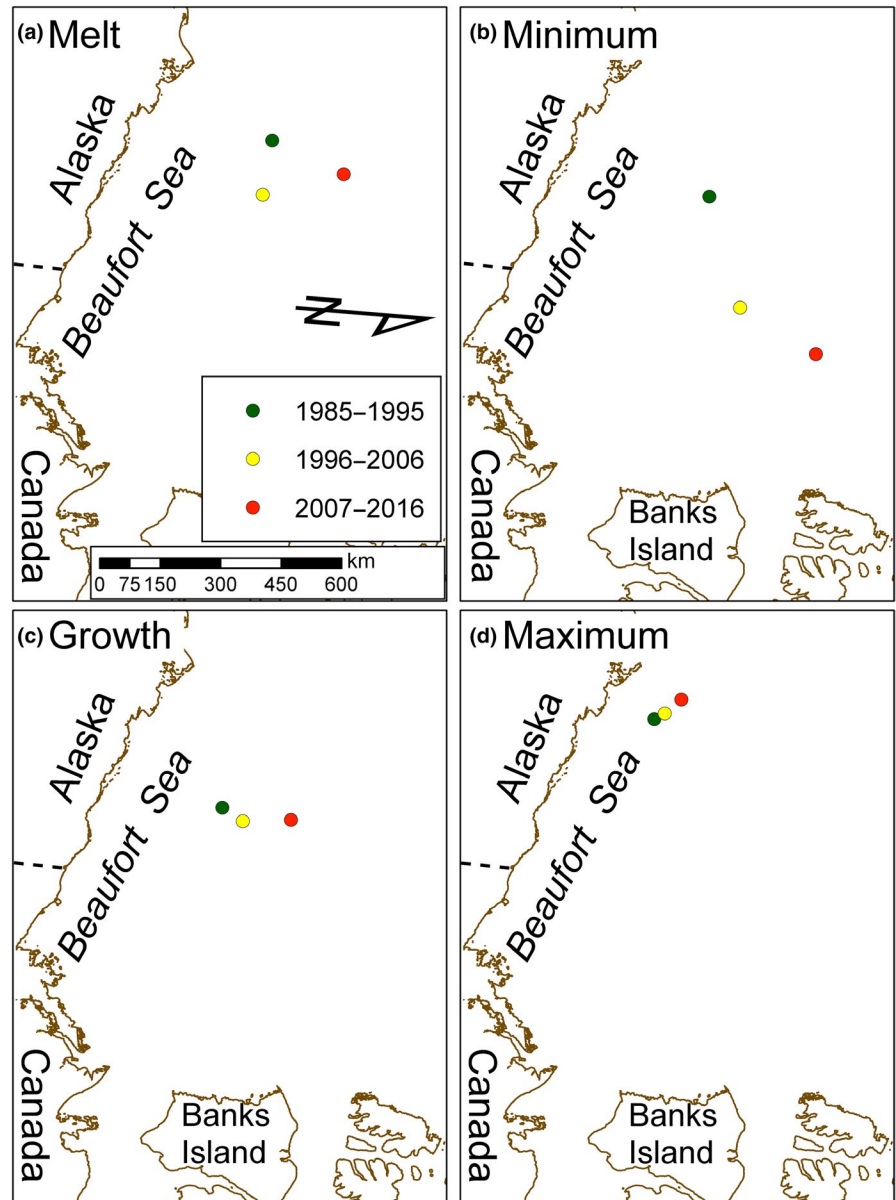 (a) Melt
Alaska
Beaufort Sea
N
Canada
1985–1995
1996–2006
2007–2016
km
0 75 150 300 450 600
(b) Minimum
Alaska
Beaufort Sea
Canada
Banks
Island
(c) Growth
Alaska
Beaufort Sea
Canada
Banks
Island
(d) Maximum
Alaska
Beaufort Sea
Canada
Banks
Island